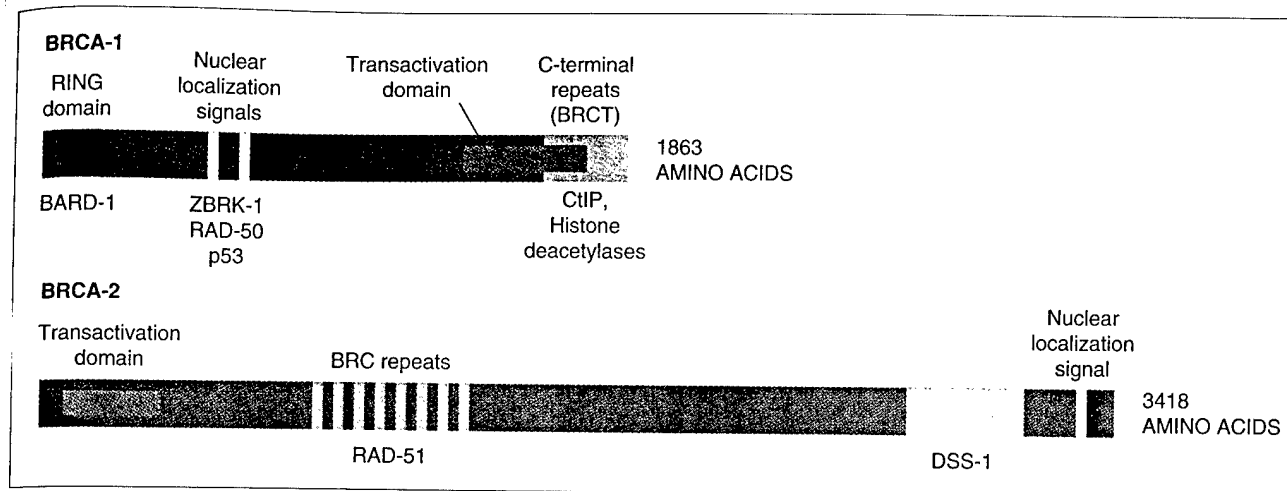 BRCA-1
RING
domain
Nuclear
localization
signals
Transactivation
domain
C-terminal
repeats
(BRCT)
1863
AMINO ACIDS
BARD-1
ZBRK-1
RAD-50
p53
CtIP,
Histone
deacetylases
BRCA-2
Transactivation
domain
BRC repeats
Nuclear
localization
signal
3418
AMINO ACIDS
RAD-51
DSS-1